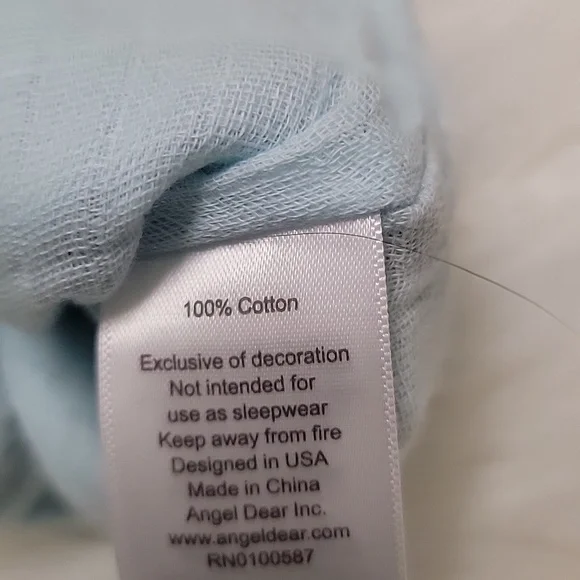 100% Cotton
Exclusive of decoration
Not intended for
use as sleepwear
Keep away from fire
Designed in USA
Made in China
Angel Dear Inc.
www.angeldear.com
RN0100587